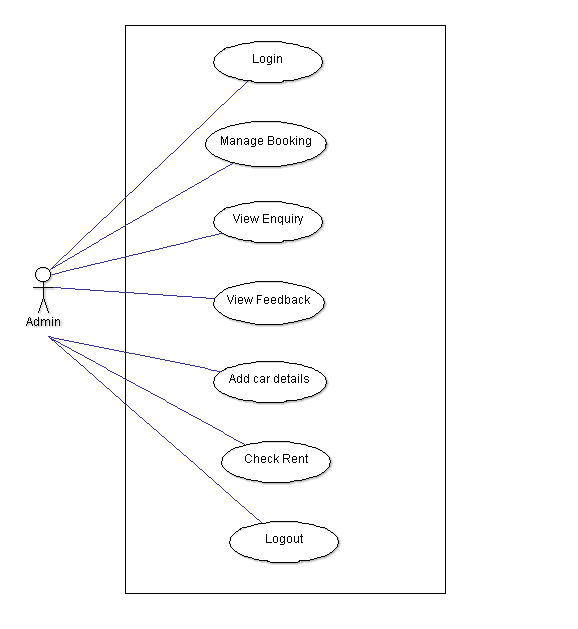 Login
Manage Booking
View Enquiry
View Feedback
Admin
Add car details
Check Rent
Logout